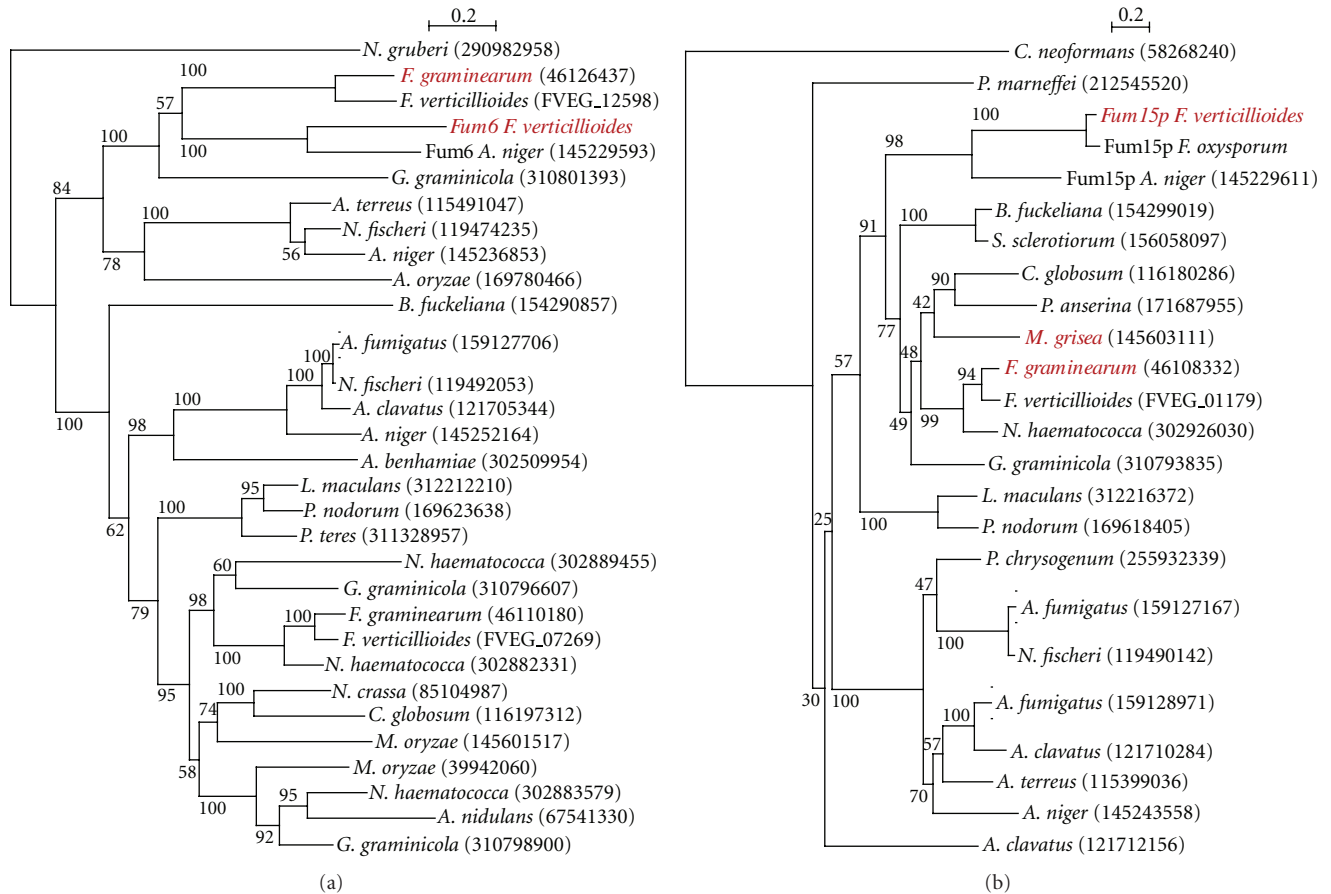 0.2
N. gruberi (290982958)
100
F. graminearum (46126437)
57
F. verticillioides (FVEG_12598)
100
Fum6 F. verticillioides
100
Fum6 A. niger (145229593)
84
G. graminicola (310801393)
100
A. terreus (115491047)
N. fischeri (119474235)
56
A. niger (145236853)
78
A. oryzae (169780466)
B. fuckeliana (154290857)
A. fumigatus (159127706)
100
100
N. fischeri (119492053)
100
A. clavatus (121705344)
100
98
A. niger (145252164)
A. benhamiae (302509954)
95
L. maculans (312212210)
100
P. nodorum (169623638)
62
P. teres (311328957)
60
N. haematococca (302889455)
98
G. graminicola (310796607)
79
100
F. graminearum (46110180)
F. verticillioides (FVEG_07269)
100
N. haematococca (302882331)
95
100
N. crassa (85104987)
74
C. globosum (116197312)
M. oryzae (145601517)
58
M. oryzae (39942060)
100
95
N. haematococca (302883579)
A. nidulans (67541330)
92
G. graminicola (310798900)
(a)
0.2
C. neoformans (58268240)
P. marneffei (212545520)
100
Fum15p F. verticillioides
98
Fum15p F. oxysporum
Fum15p A. niger (145229611)
91
100
B. fuckeliana (154299019)
S. sclerotiorum (156058097)
90
C. globosum (116180286)
42
P. anserina (171687955)
77
M. grisea (145603111)
57
48
F. graminearum (46108332)
94
F. verticillioides (FVEG_01179)
49
99
N. haematococca (302926030)
G. graminicola (310793835)
25
L. maculans (312216372)
100
P. nodorum (169618405)
P. chrysogenum (255932339)
47
A. fumigatus (159127167)
100
N. fischeri (119490142)
30
100
A. fumigatus (159128971)
100
57
A. clavatus (121710284)
A. terreus (115399036)
70
A. niger (145243558)
A. clavatus (121712156)
(b)